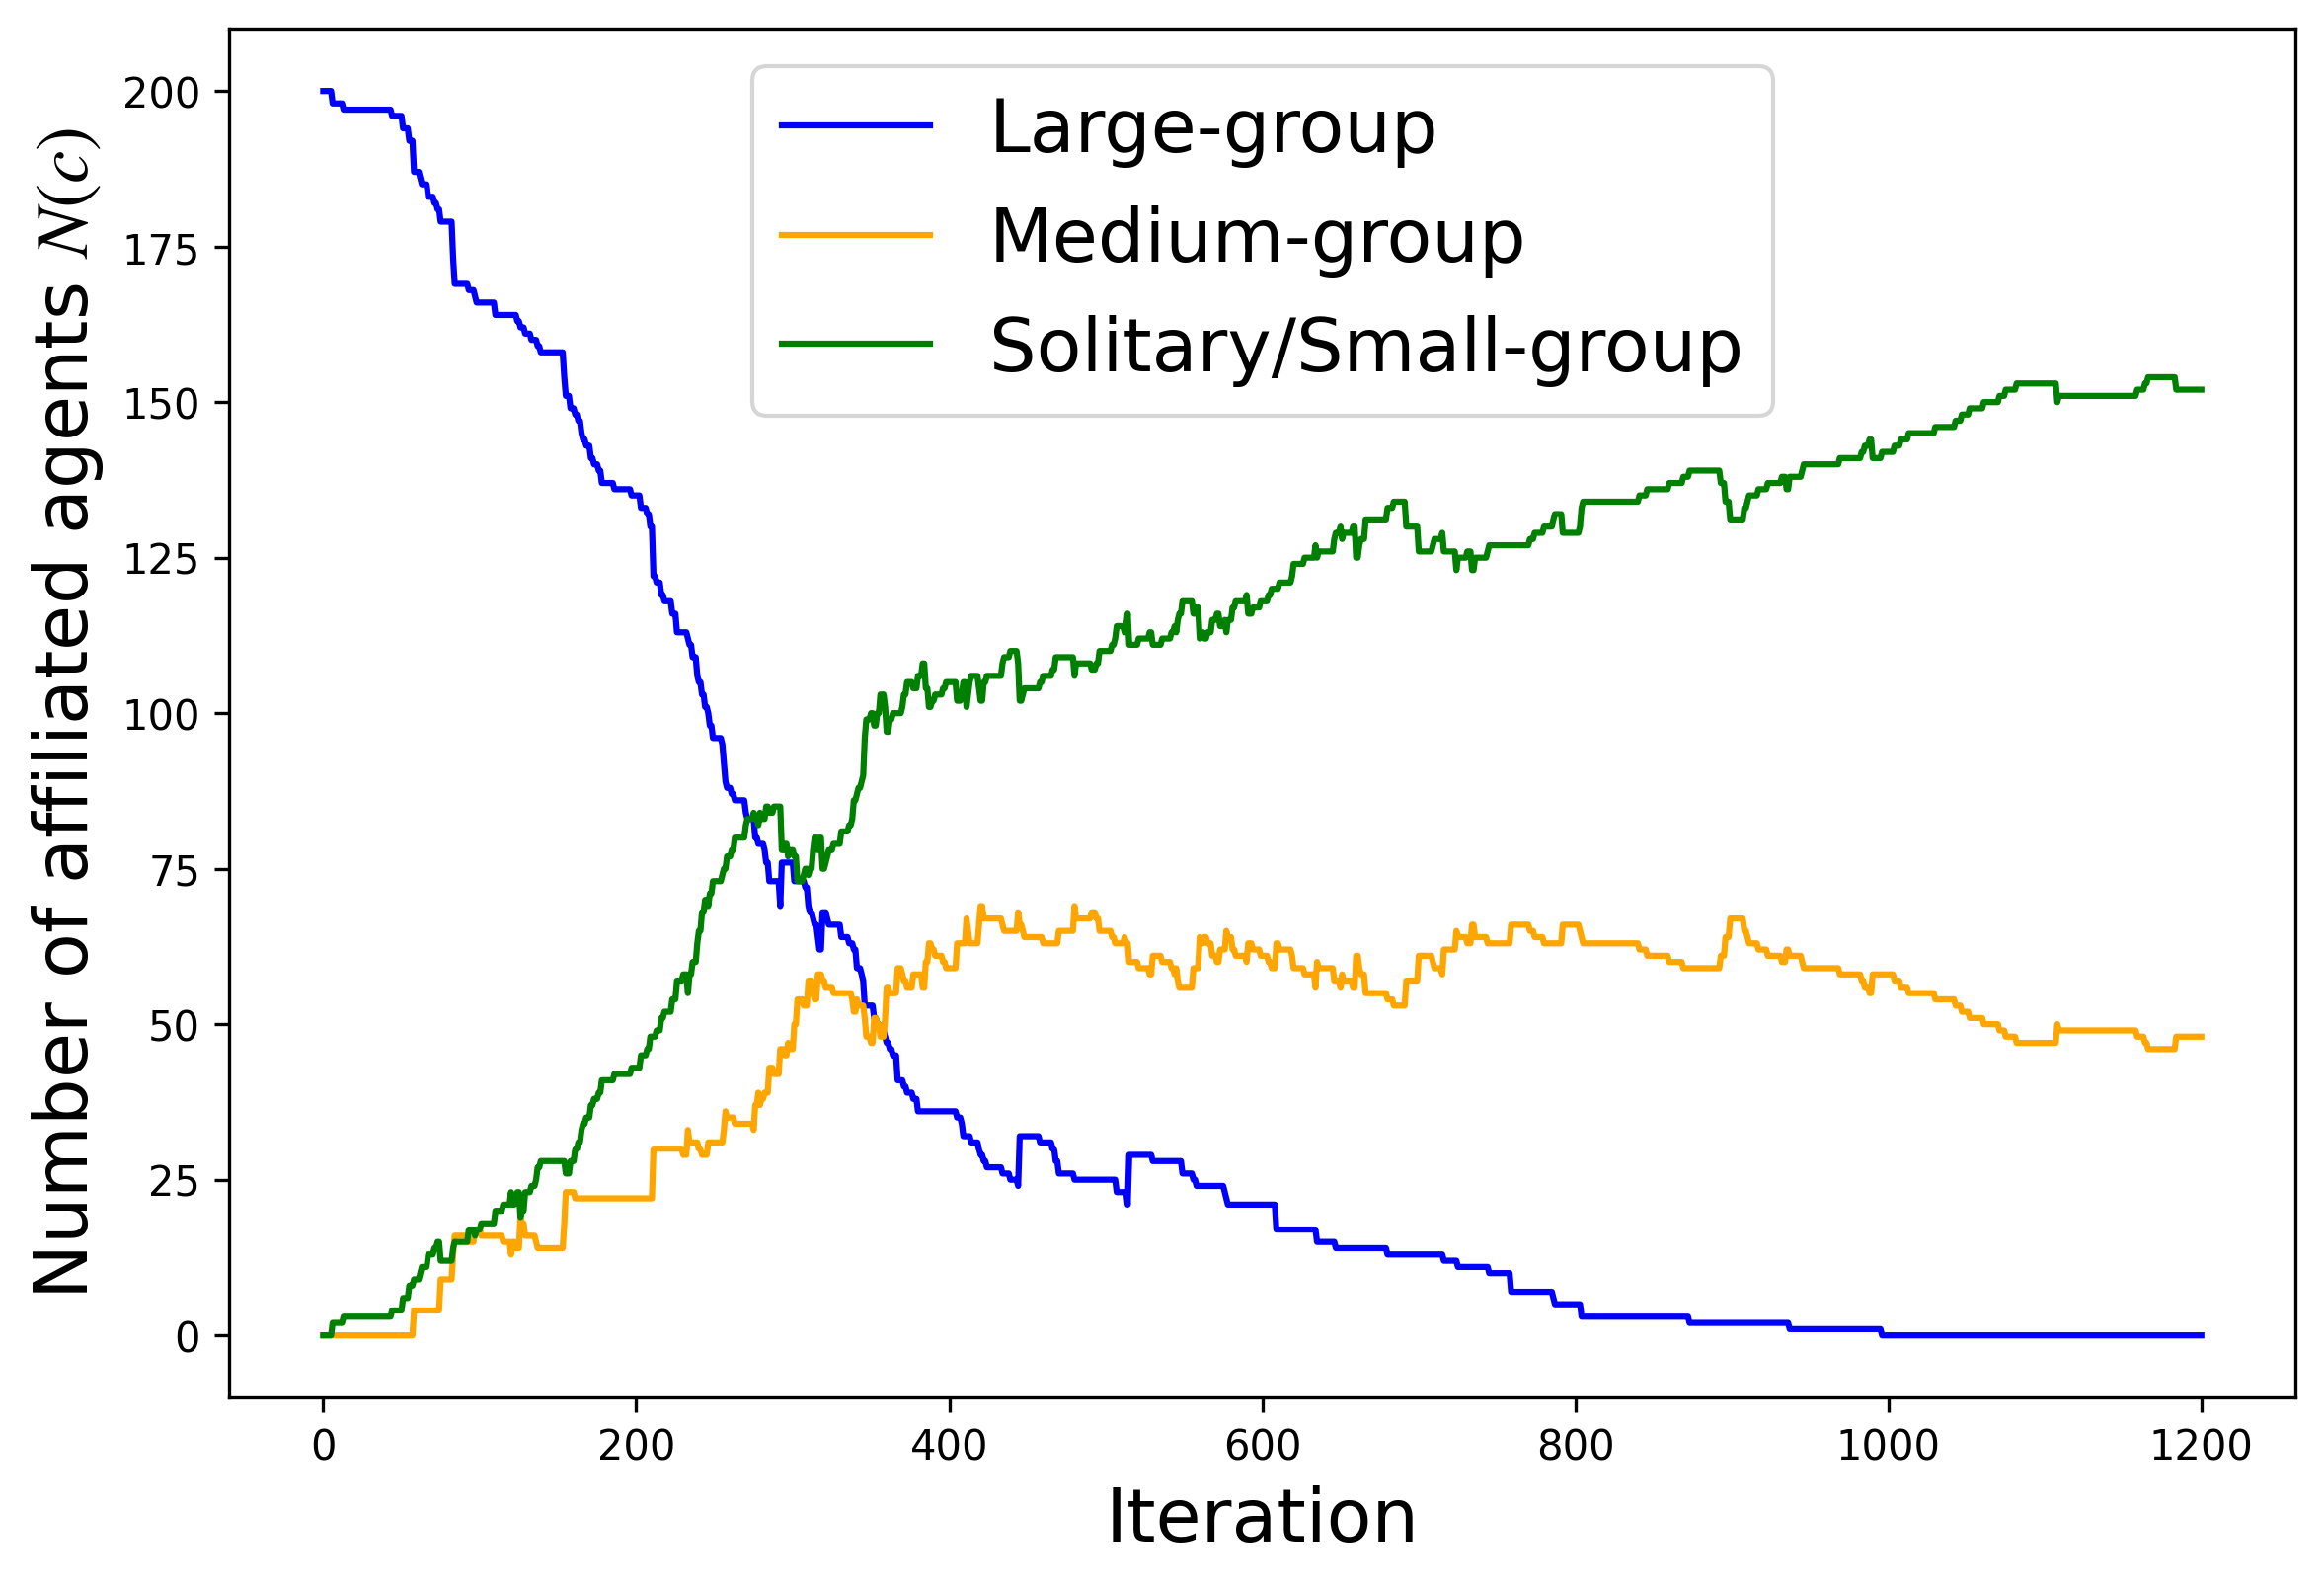 Number of affiliated agents N(c)
200
175
150
125
100
75
50
25
0
Large-group
Medium-group
Solitary/Small-group
0 200 400 600 800 1000 1200
Iteration